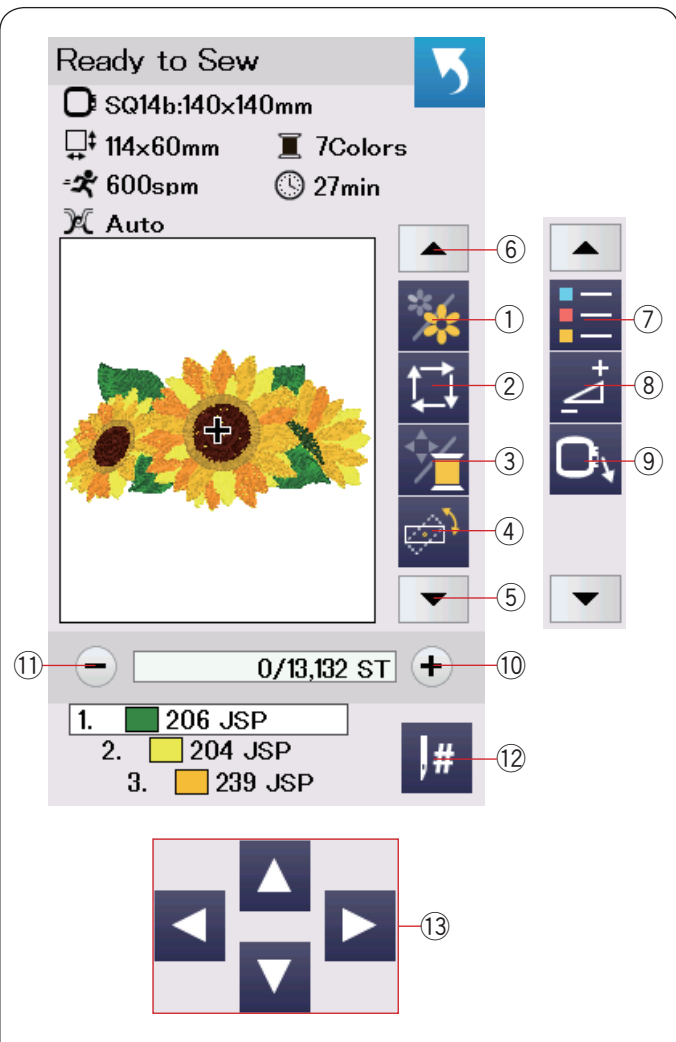 Ready to Sew
SQ14b:140x140mm
114x60mm 7Colors
600spm 27min
Auto
⑥
① ⑦
② ⑧
③ ⑨
④
⑤
⑪ − 0/13,132 ST + ⑩
1. 206 JSP
2. 204 JSP
3. 239 JSP
# ⑫
⑬